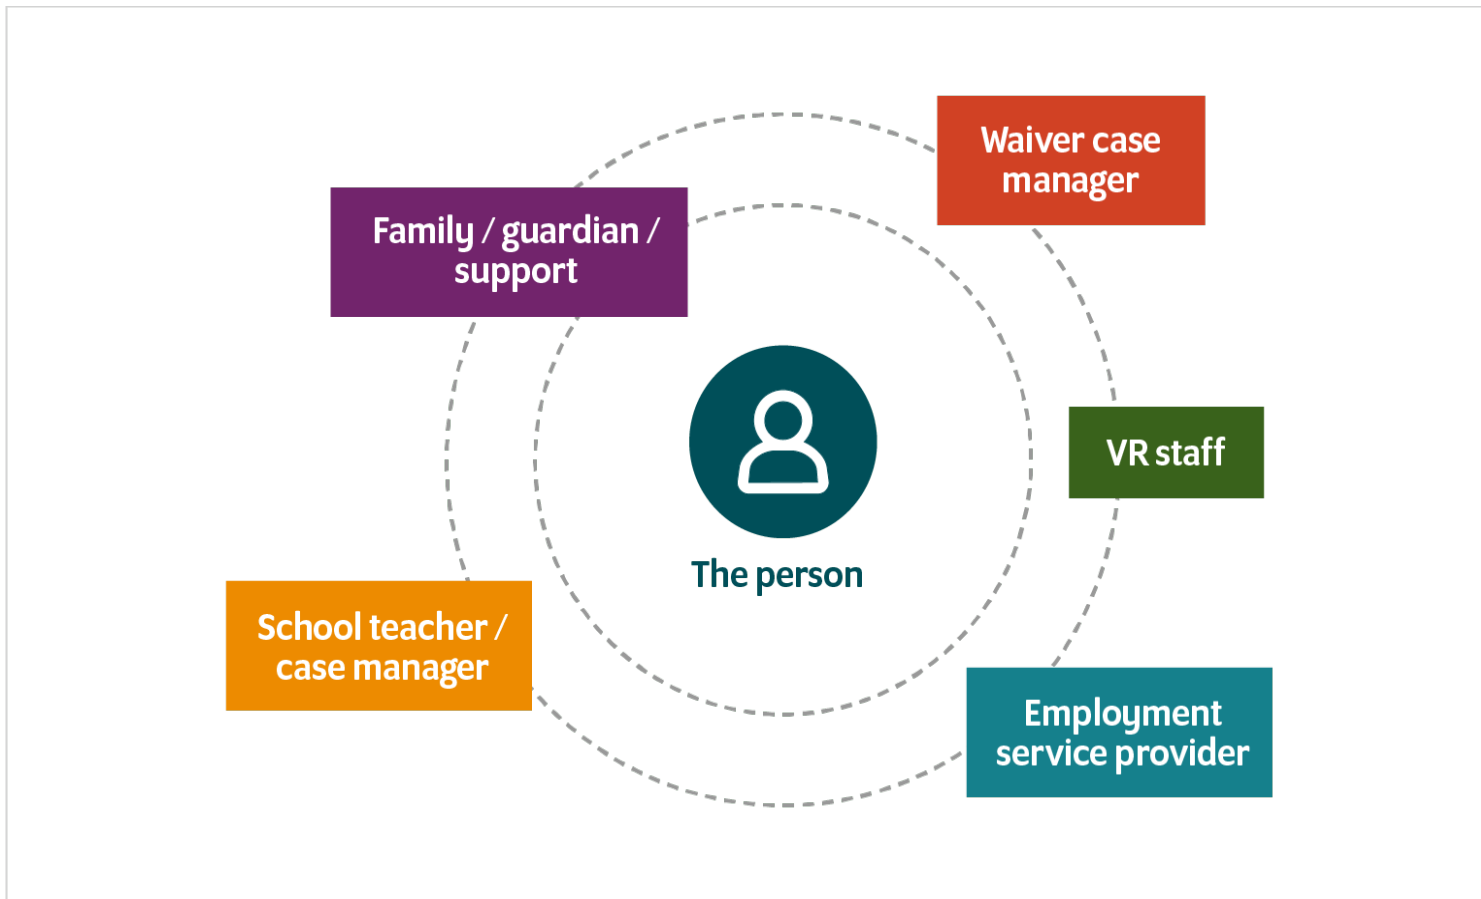 Waiver case
manager
Family / guardian /
support
VR staff
The person
School teacher /
case manager
Employment
service provider